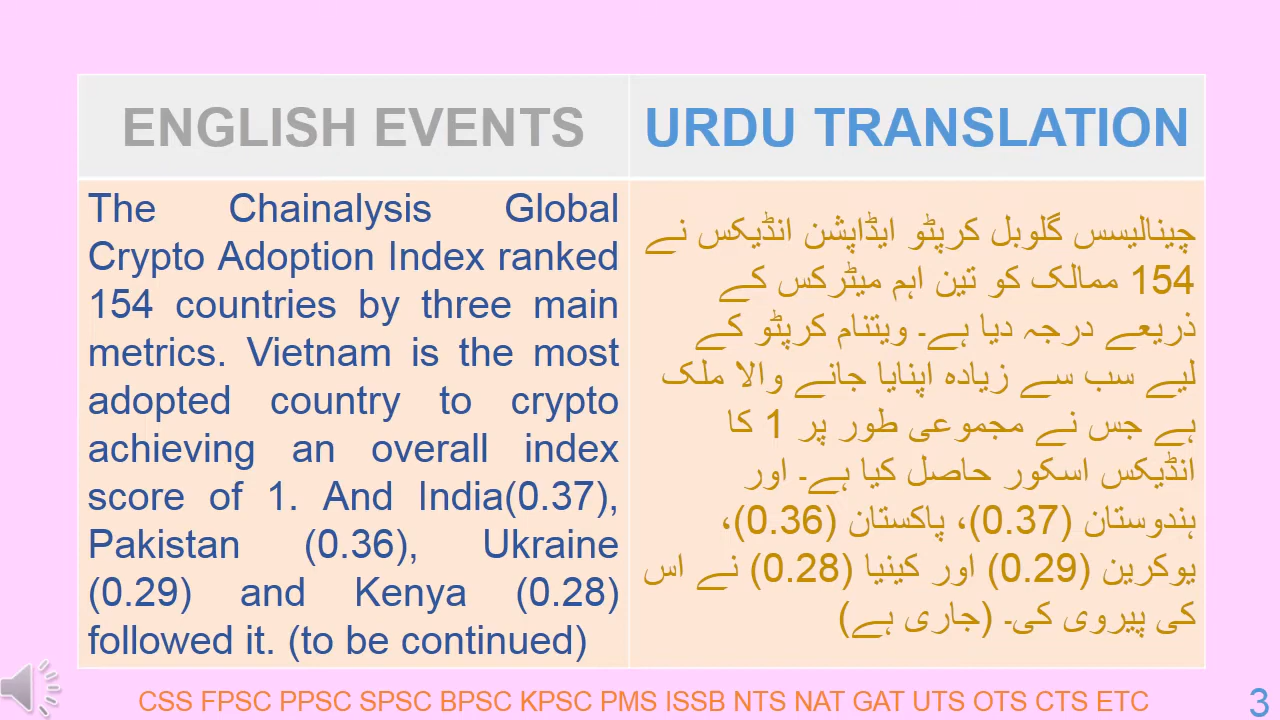 ENGLISH EVENTS
URDU TRANSLATION
The Chainalysis Global
Crypto Adoption Index ranked
154 countries by three main
metrics. Vietnam is the most
adopted country to crypto
achieving an overall index
score of 1. And India(0.37),
Pakistan (0.36), Ukraine
(0.29) and Kenya (0.28)
followed it. (to be continued)
چینالیسس گلوبل کرپٹو ایڈاپشن انڈیکس نے
154 ممالک کو تین اہم میٹرکس کے
ذریعے درجہ دیا ہے۔ ویتنام کرپٹو کے
لیے سب سے زیادہ اپنایا جانے والا ملک
ہے جس نے مجموعی طور پر 1 کا
انڈیکس اسکور حاصل کیا ہے۔ اور
ہندوستان (0.37)، پاکستان (0.36)،
یوکرین (0.29) اور کینیا (0.28) نے اس
کی پیروی کی۔ (جاری ہے)
CSS FPSC PPSC SPSC BPSC KPSC PMS ISSB NTS NAT GAT UTS OTS CTS ETC
3